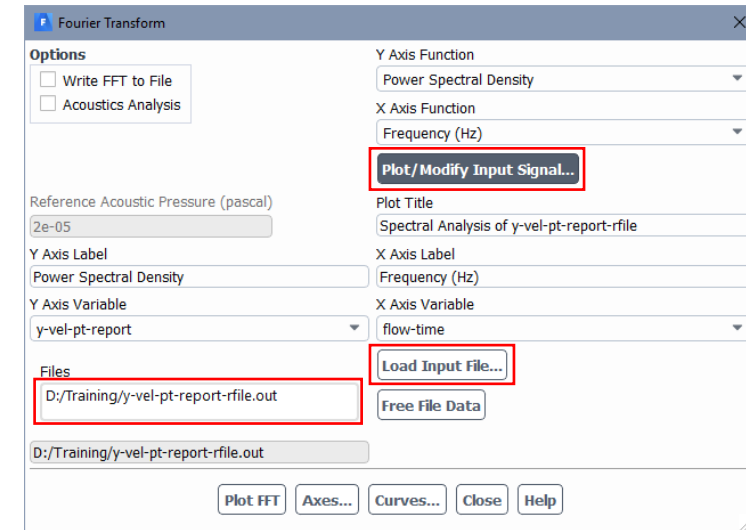 Fourier Transform
Options
Write FFT to File
Acoustics Analysis
Y Axis Function
Power Spectral Density
X Axis Function
Frequency (Hz)
Plot/Modify Input Signal...
Reference Acoustic Pressure (pascal)
2e-05
Plot Title
Spectral Analysis of y-vel-pt-report-rfile
Y Axis Label
Power Spectral Density
X Axis Label
Frequency (Hz)
Y Axis Variable
y-vel-pt-report
X Axis Variable
flow-time
Files
D:/Training/y-vel-pt-report-rfile.out
Load Input File...
Free File Data
D:/Training/y-vel-pt-report-rfile.out
Plot FFT
Axes...
Curves...
Close
Help